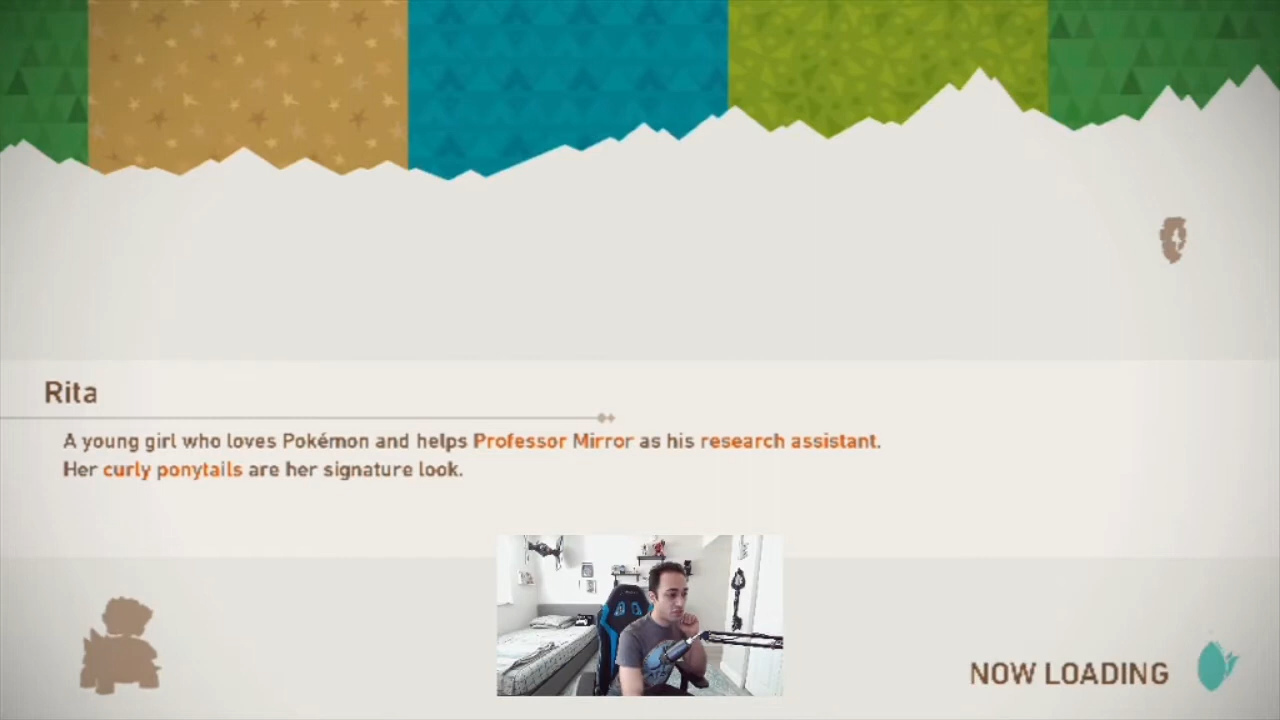 Rita
A young girl who loves Pokémon and helps Professor Mirror as his research assistant.
Her curly ponytails are her signature look.
NOW LOADING